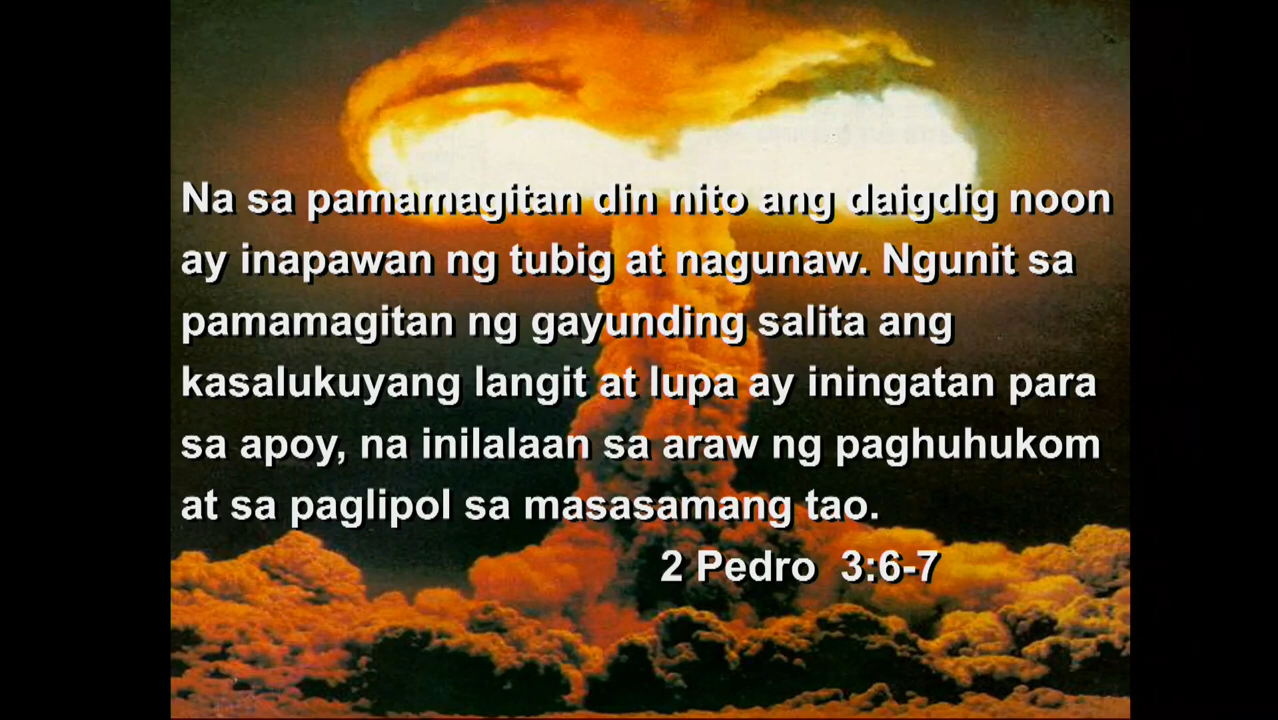 Na sa pamamagitan din nito ang daigdig noon
ay inapawan ng tubig at nagunaw. Ngunit sa
pamamagitan ng gayunding salita ang
kasalukuyang langit at lupa ay iningatan para
sa apoy, na inilalaan sa araw ng paghuhukom
at sa paglipol sa masasamang tao.
2 Pedro 3:6-7